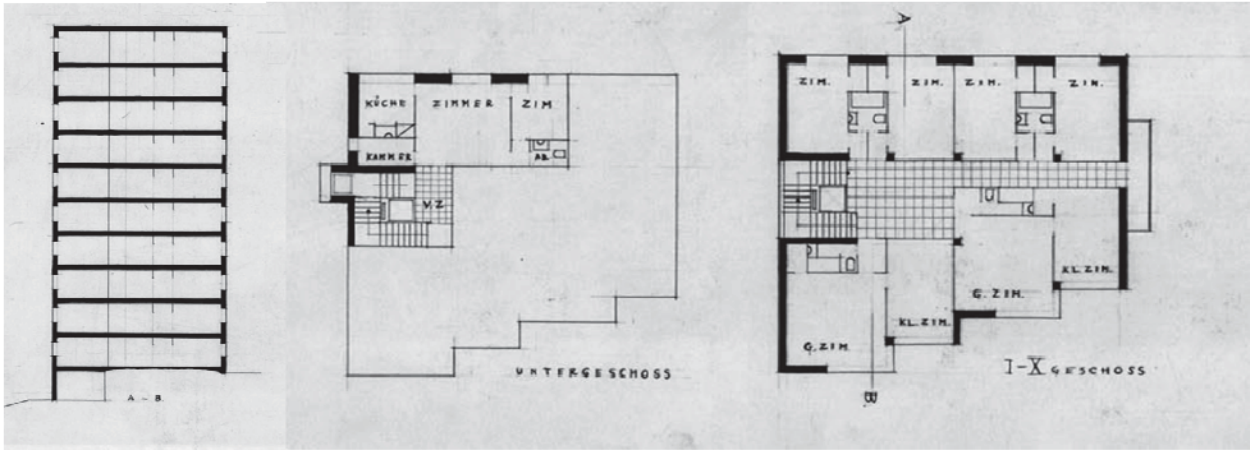 A - B.
KÜCHE ZIMMER ZIM
KAMMER AB.
V.Z.
UNTERGESCHOSS
A
ZIM. ZIM. ZIM. ZIM.
KL. ZIM.
G. ZIM.
KL. ZIM.
G. ZIM.
I-X GESCHOSS
B